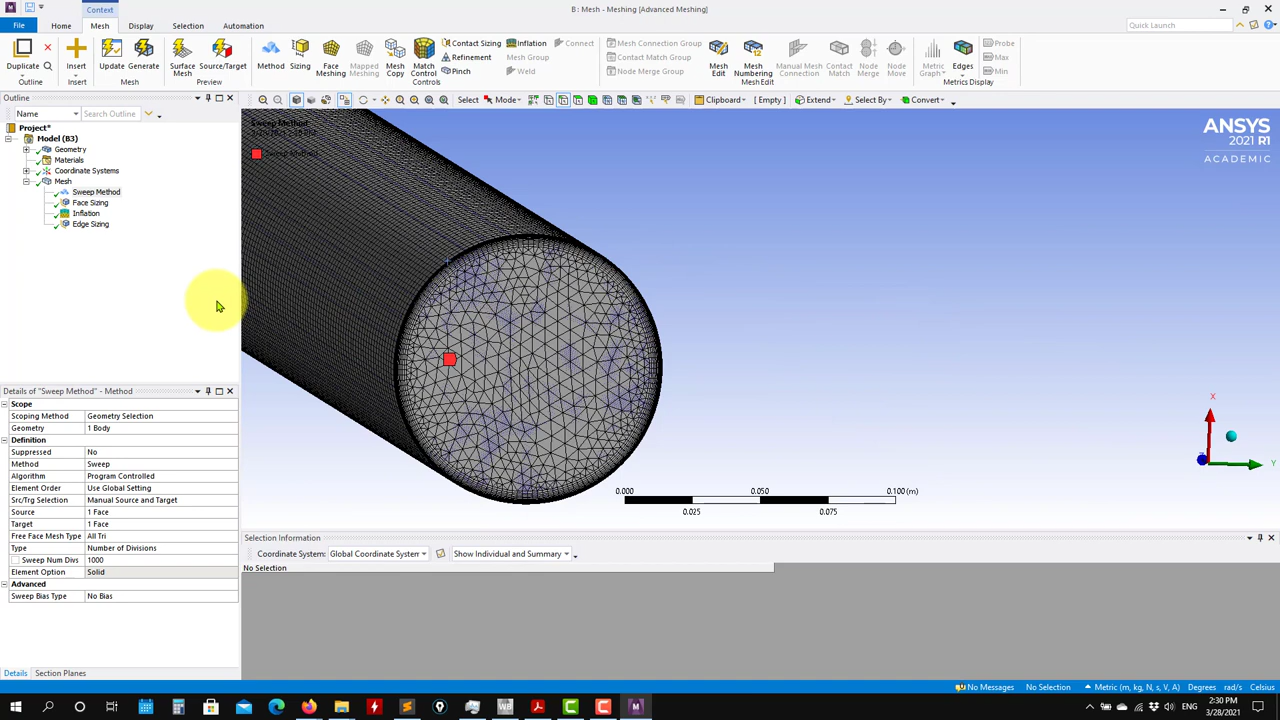 Context
B : Mesh - Meshing [Advanced Meshing]
File Home Mesh Display Selection Automation
Quick Launch
Duplicate
Outline
Insert
Insert
Update Generate
Mesh
Surface Mesh Source/Target
Preview
Method Sizing Face Meshing Mapped Meshing Mesh Copy Match Control
Contact Sizing
Refinement
Pinch
Inflation
Mesh Group
Weld
Connect
Controls
Mesh Edit Mesh Numbering
Mesh Connection Group
Contact Match Group
Node Merge Group
Manual Mesh Connection Contact Match Node Merge Node Move
Mesh Edit
Metric Graph Edges
Probe
Max
Min
Metrics Display
Outline
Select Mode Clipboard [ Empty ] Extend Select By Convert
Name Search Outline
Project*
Model (B3)
Geometry
Materials
Coordinate Systems
Mesh
Sweep Method
Face Sizing
Inflation
Edge Sizing
Sweep Method
ANSYS
2021 R1
ACADEMIC
X
Y
0.000 0.050 0.100 (m)
0.025 0.075
Details of "Sweep Method" - Method
Scope
Scoping Method Geometry Selection
Geometry 1 Body
Definition
Suppressed No
Method Sweep
Algorithm Program Controlled
Element Order Use Global Setting
Src/Trg Selection Manual Source and Target
Source 1 Face
Target 1 Face
Free Face Mesh Type All Tri
Type Number of Divisions
Sweep Num Divs 1000
Element Option Solid
Advanced
Sweep Bias Type No Bias
Details Section Planes
Selection Information
Coordinate System: Global Coordinate System Show Individual and Summary
No Selection
No Messages No Selection Metric (m, kg, N, s, V, A) Degrees rad/s Celsius
WB
M
ENG
2:30 PM
3/28/2021